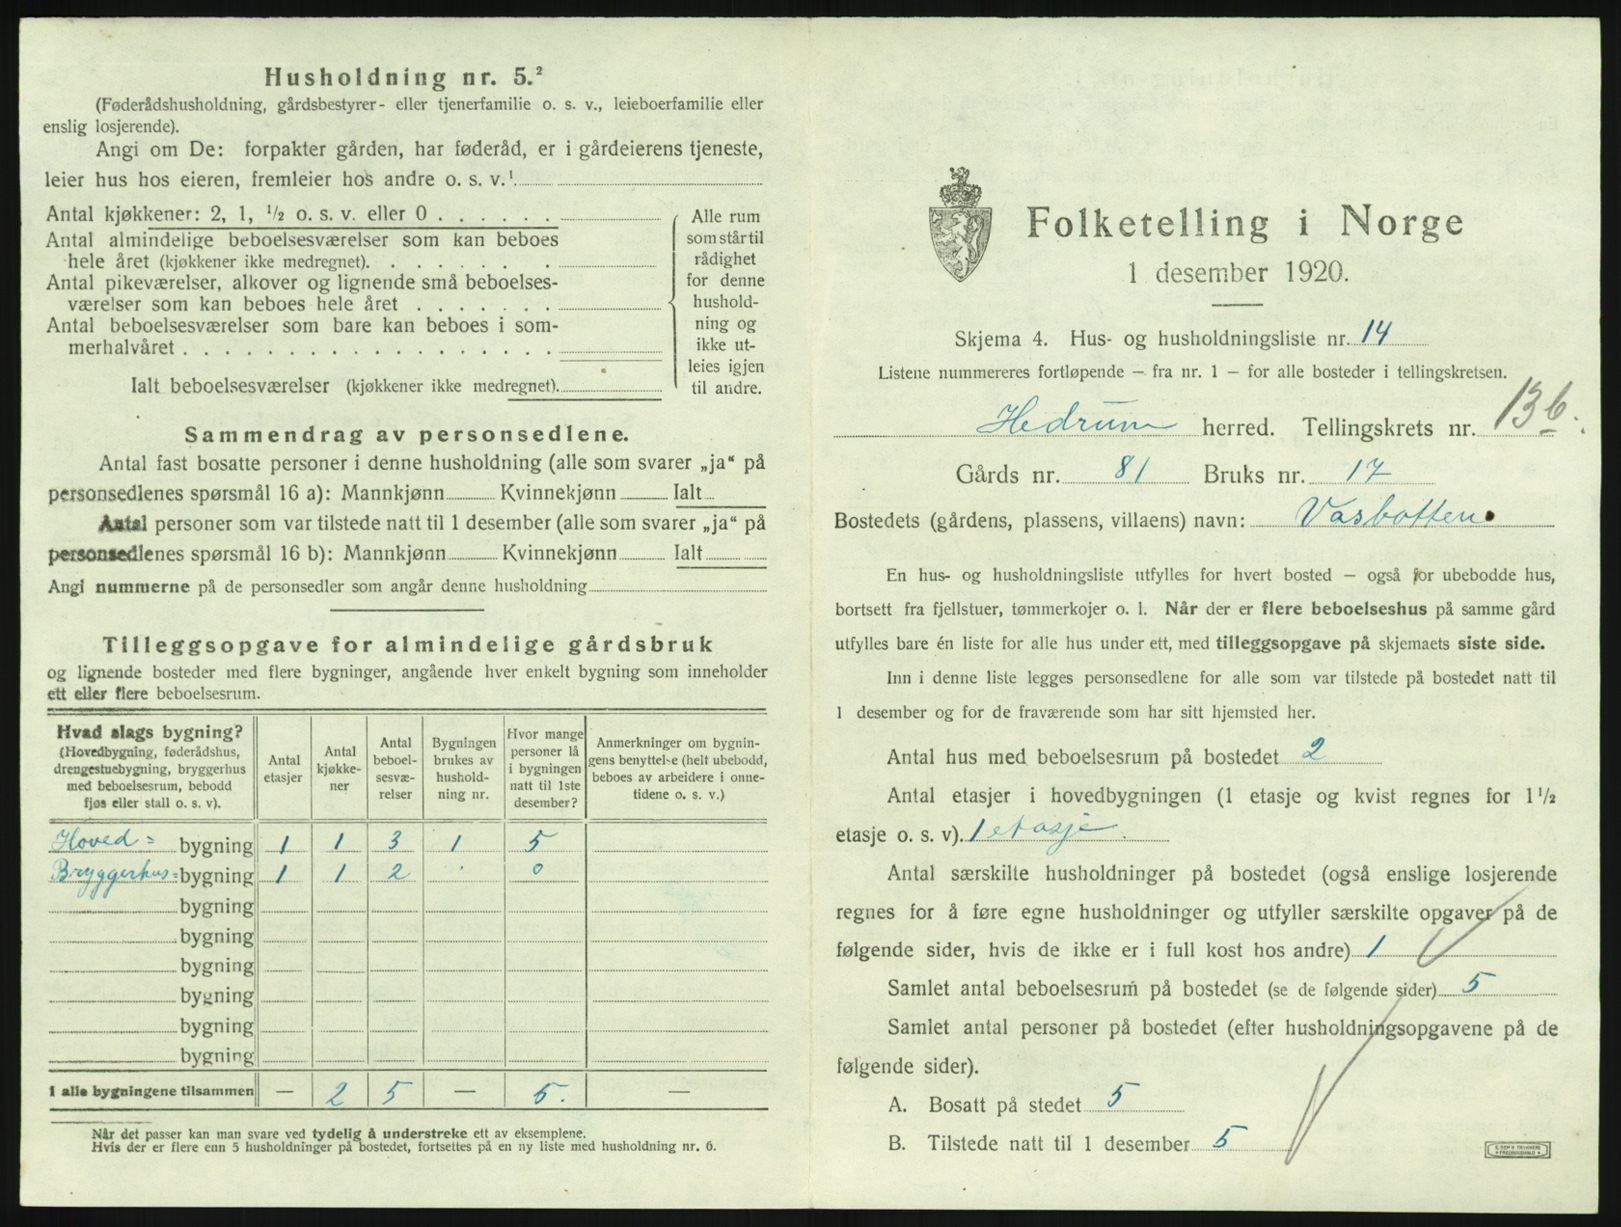 Husholdning nr. 5.²
(Føderådshusholdning, gårdsbestyrer- eller tjenerfamilie o. s. v., leieboerfamilie eller
enslig losjerende).
Angi om De: forpakter gården, har føderåd, er i gårdeierens tjeneste,
leier hus hos eieren, fremleier hos andre o. s. v.¹
Antal kjøkkener: 2, 1, ½ o. s. v. eller 0 . . . . . .
Antal almindelige beboelsesværelser som kan beboes
hele året (kjøkkener ikke medregnet). . . . . . . .
Antal pikeværelser, alkover og lignende små beboelses-
værelser som kan beboes hele året . . . . . . .
Antal beboelsesværelser som bare kan beboes i som-
merhalvåret . . . . . . . . . . . . . . . . . .
Ialt beboelsesværelser (kjøkkener ikke medregnet).
Alle rum
som står til
rådighet
for denne
hushold-
ning og
ikke ut-
leies igjen
til andre.
Sammendrag av personsedlene.
Antal fast bosatte personer i denne husholdning (alle som svarer „ja“ på
personsedlenes spørsmål 16 a): Mannkjønn Kvinnekjønn Ialt
Antal personer som var tilstede natt til 1 desember (alle som svarer „ja“ på
personsedlenes spørsmål 16 b): Mannkjønn Kvinnekjønn Ialt
Angi nummerne på de personsedler som angår denne husholdning
Tilleggsopgave for almindelige gårdsbruk
og lignende bosteder med flere bygninger, angående hver enkelt bygning som inneholder
ett eller flere beboelsesrum.
Hvad slags bygning?
(Hovedbygning, føderådshus,
drengestuebygning, bryggerhus
med beboelsesrum, bebodd
fjøs eller stall o. s. v).
Antal
etasjer
Antal
kjøkke-
ner
Antal
beboel-
sesvæ-
relser
Bygningen
brukes av
hushold-
ning nr.
Hvor mange
personer lå
i bygningen
natt til 1ste
desember?
Anmerkninger om bygnin-
gens benyttelse (helt ubebodd,
beboes av arbeidere i onne-
tidene o. s. v.)
Hoved= bygning 1 1 3 1 5
Bryggerhus= bygning 1 1 2 · 0
bygning
bygning
bygning
bygning
bygning
bygning
I alle bygningene tilsammen — 2 5 — 5. —
Når det passer kan man svare ved tydelig å understreke ett av eksemplene.
Hvis der er flere enn 5 husholdninger på bostedet, fortsettes på en ny liste med husholdning nr. 6.
Folketelling i Norge
1 desember 1920.
Skjema 4. Hus- og husholdningsliste nr. 14
Listene nummereres fortløpende — fra nr. 1 — for alle bosteder i tellingskretsen.
Hedrum herred. Tellingskrets nr. 13 b.
Gårds nr. 81 Bruks nr. 17
Bostedets (gårdens, plassens, villaens) navn: Vasbotten
En hus- og husholdningsliste utfylles for hvert bosted — også for ubebodde hus,
bortsett fra fjellstuer, tømmerkojer o. l. Når der er flere beboelseshus på samme gård
utfylles bare én liste for alle hus under ett, med tilleggsopgave på skjemaets siste side.
Inn i denne liste legges personsedlene for alle som var tilstede på bostedet natt til
1 desember og for de fraværende som har sitt hjemsted her.
Antal hus med beboelsesrum på bostedet 2
Antal etasjer i hovedbygningen (1 etasje og kvist regnes for 1½
etasje o. s. v). 1 etasje.
Antal særskilte husholdninger på bostedet (også enslige losjerende
regnes for å føre egne husholdninger og utfyller særskilte opgaver på de
følgende sider, hvis de ikke er i full kost hos andre) 1
Samlet antal beboelsesrum på bostedet (se de følgende sider) 5
Samlet antal personer på bostedet (efter husholdningsopgavene på de
følgende sider).
A. Bosatt på stedet 5
B. Tilstede natt til 1 desember 5